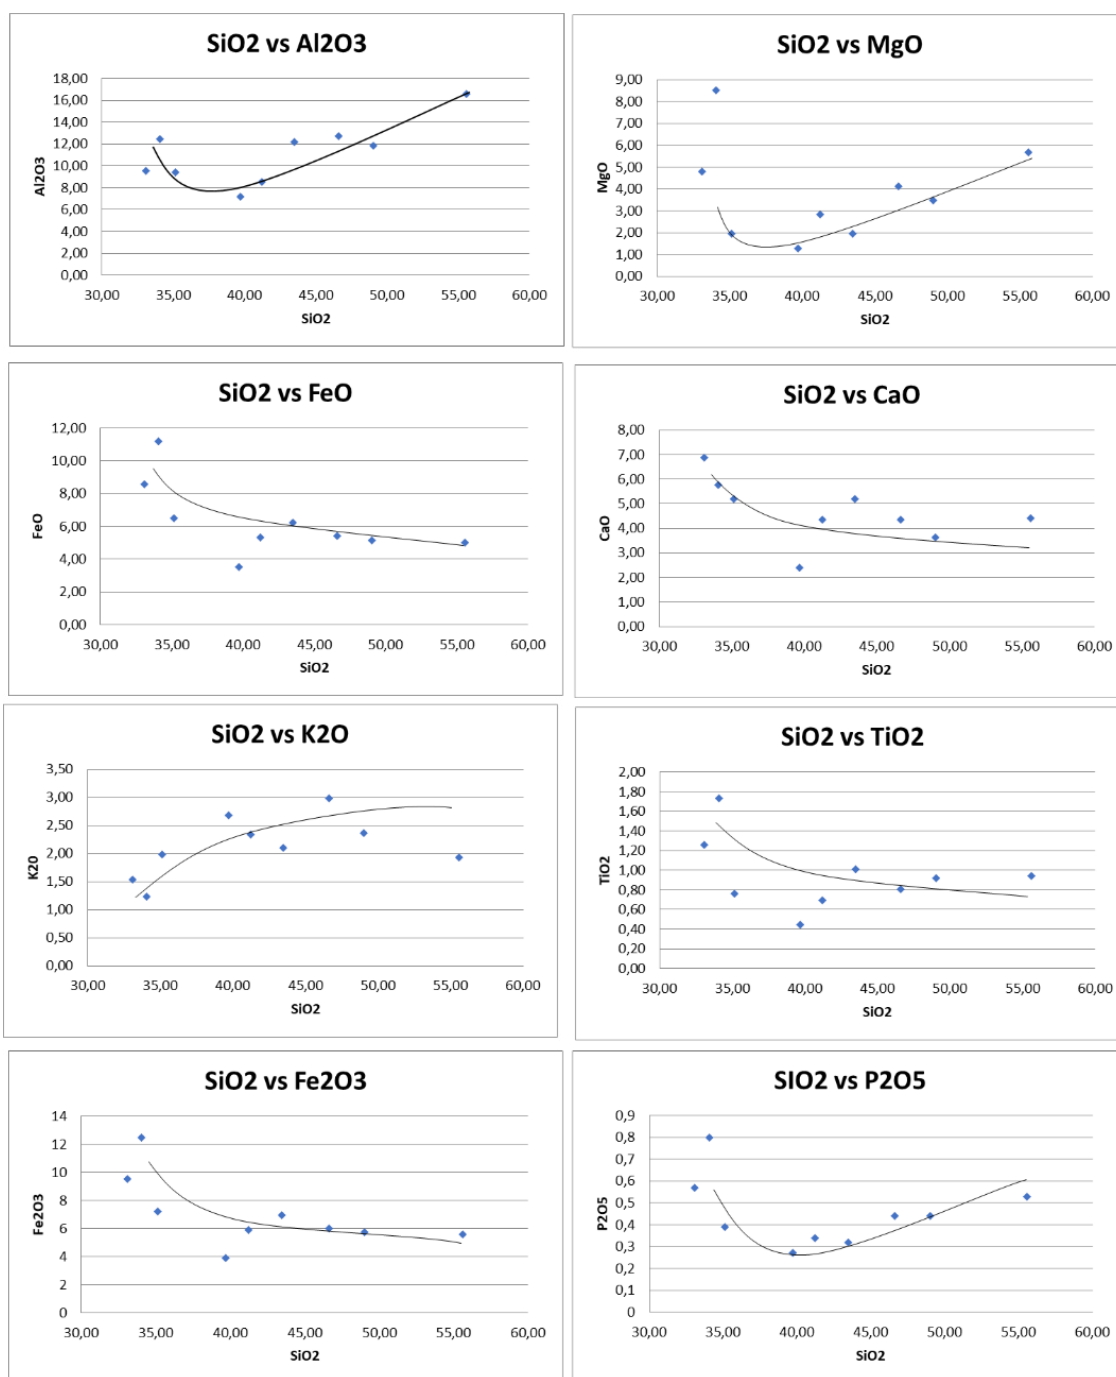 SiO2 vs Al2O3
18,00
16,00
14,00
12,00
10,00
8,00
6,00
4,00
2,00
0,00
Al2O3
30,00 35,00 40,00 45,00 50,00 55,00 60,00
SiO2
SiO2 vs MgO
9,00
8,00
7,00
6,00
5,00
4,00
3,00
2,00
1,00
0,00
MgO
30,00 35,00 40,00 45,00 50,00 55,00 60,00
SiO2
SiO2 vs FeO
12,00
10,00
8,00
6,00
4,00
2,00
0,00
FeO
30,00 35,00 40,00 45,00 50,00 55,00 60,00
SiO2
SiO2 vs CaO
8,00
7,00
6,00
5,00
4,00
3,00
2,00
1,00
0,00
CaO
30,00 35,00 40,00 45,00 50,00 55,00 60,00
SiO2
SiO2 vs K2O
3,50
3,00
2,50
2,00
1,50
1,00
0,50
0,00
K20
30,00 35,00 40,00 45,00 50,00 55,00 60,00
SiO2
SiO2 vs TiO2
2,00
1,80
1,60
1,40
1,20
1,00
0,80
0,60
0,40
0,20
0,00
TiO2
30,00 35,00 40,00 45,00 50,00 55,00 60,00
SiO2
SiO2 vs Fe2O3
14
12
10
8
6
4
2
0
Fe2O3
30,00 35,00 40,00 45,00 50,00 55,00 60,00
SiO2
SIO2 vs P2O5
0,9
0,8
0,7
0,6
0,5
0,4
0,3
0,2
0,1
0
P2O5
30,00 35,00 40,00 45,00 50,00 55,00 60,00
SiO2